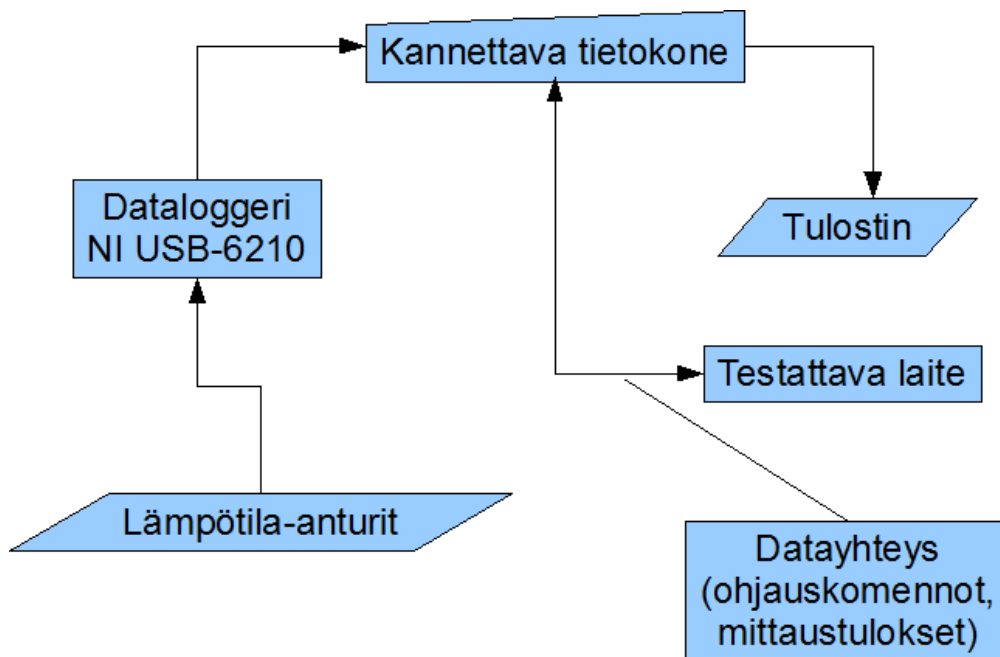 Kannettava tietokone
Dataloggeri
NI USB-6210
Tulostin
Testattava laite
Lämpötila-anturit
Datayhteys
(ohjauskomennot,
mittaustulokset)